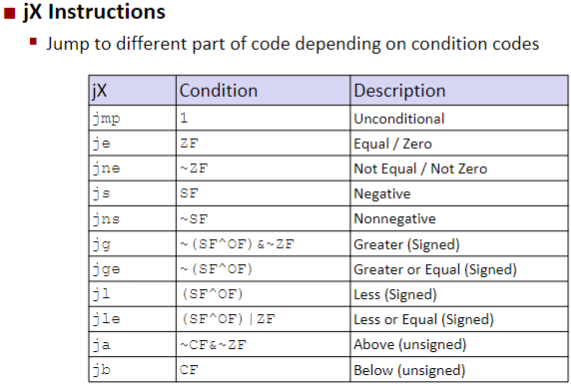 jX Instructions
Jump to different part of code depending on condition codes
jX Condition Description
jmp 1 Unconditional
je ZF Equal / Zero
jne ~ZF Not Equal / Not Zero
js SF Negative
jns ~SF Nonnegative
jg ~(SF^OF)&~ZF Greater (Signed)
jge ~(SF^OF) Greater or Equal (Signed)
jl (SF^OF) Less (Signed)
jle (SF^OF)|ZF Less or Equal (Signed)
ja ~CF&~ZF Above (unsigned)
jb CF Below (unsigned)